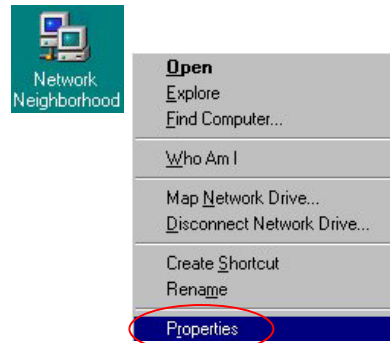 Network
Neighborhood
Open
Explore
Find Computer...
Who Am I
Map Network Drive...
Disconnect Network Drive...
Create Shortcut
Rename
Properties